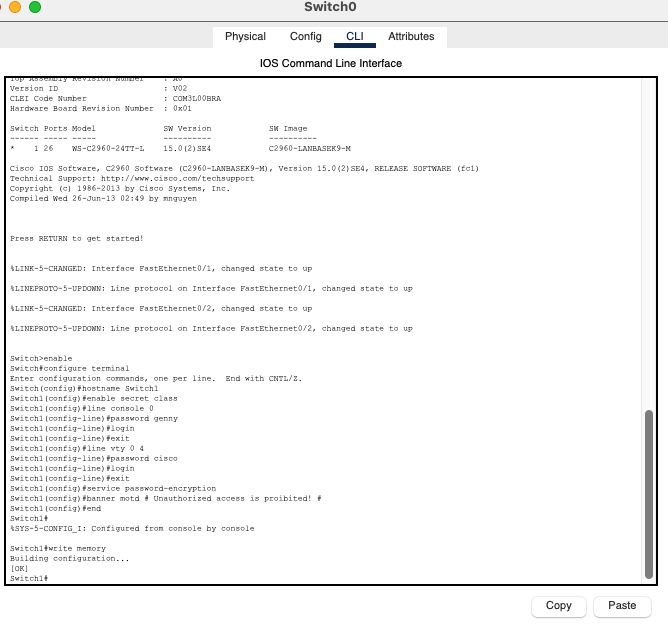 Switch0
Physical Config CLI Attributes
IOS Command Line Interface
Top Assembly Revision Number : A0
Version ID : V02
CLEI Code Number : COM3L00BRA
Hardware Board Revision Number : 0x01
Switch Ports Model SW Version SW Image
------ ----- ----- ---------- ----------
* 1 26 WS-C2960-24TT-L 15.0(2)SE4 C2960-LANBASEK9-M
Cisco IOS Software, C2960 Software (C2960-LANBASEK9-M), Version 15.0(2)SE4, RELEASE SOFTWARE (fc1)
Technical Support: http://www.cisco.com/techsupport
Copyright (c) 1986-2013 by Cisco Systems, Inc.
Compiled Wed 26-Jun-13 02:49 by mnguyen
Press RETURN to get started!
%LINK-5-CHANGED: Interface FastEthernet0/1, changed state to up
%LINEPROTO-5-UPDOWN: Line protocol on Interface FastEthernet0/1, changed state to up
%LINK-5-CHANGED: Interface FastEthernet0/2, changed state to up
%LINEPROTO-5-UPDOWN: Line protocol on Interface FastEthernet0/2, changed state to up
Switch>enable
Switch#configure terminal
Enter configuration commands, one per line. End with CNTL/Z.
Switch(config)#hostname Switch1
Switch1(config)#enable secret class
Switch1(config)#line console 0
Switch1(config-line)#password genny
Switch1(config-line)#login
Switch1(config-line)#exit
Switch1(config)#line vty 0 4
Switch1(config-line)#password cisco
Switch1(config-line)#login
Switch1(config-line)#exit
Switch1(config)#service password-encryption
Switch1(config)#banner motd # Unauthorized access is proibited! #
Switch1(config)#end
Switch1#
%SYS-5-CONFIG_I: Configured from console by console
Switch1#write memory
Building configuration...
[OK]
Switch1#
Copy Paste